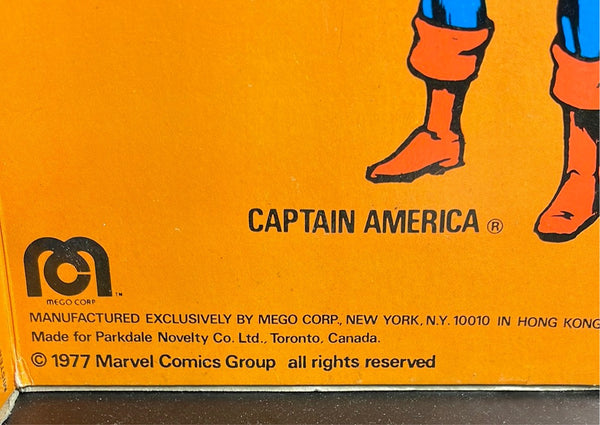 CAPTAIN AMERICA ®
MEGO CORP ™
MANUFACTURED EXCLUSIVELY BY MEGO CORP., NEW YORK, N.Y. 10010 IN HONG KONG
Made for Parkdale Novelty Co. Ltd., Toronto, Canada.
© 1977 Marvel Comics Group all rights reserved